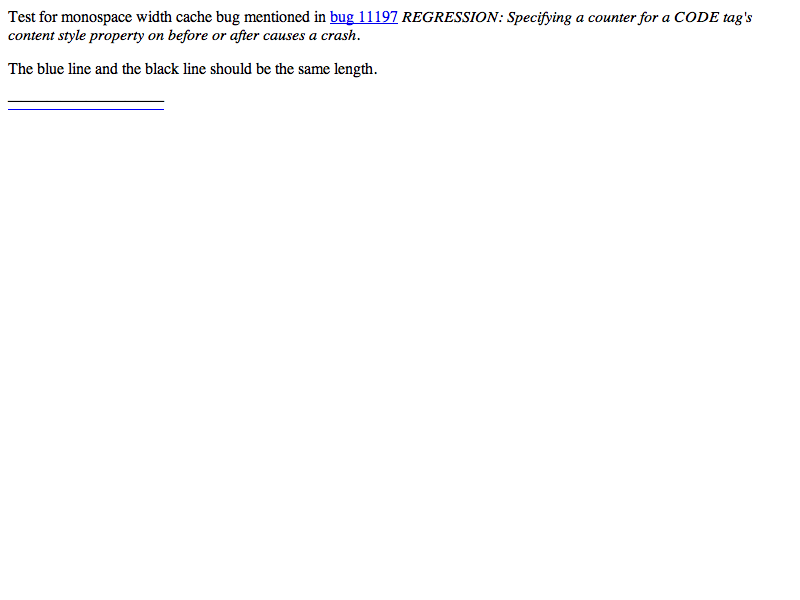 Test for monospace width cache bug mentioned in bug 11197 REGRESSION: Specifying a counter for a CODE tag's
content style property on before or after causes a crash.
The blue line and the black line should be the same length.